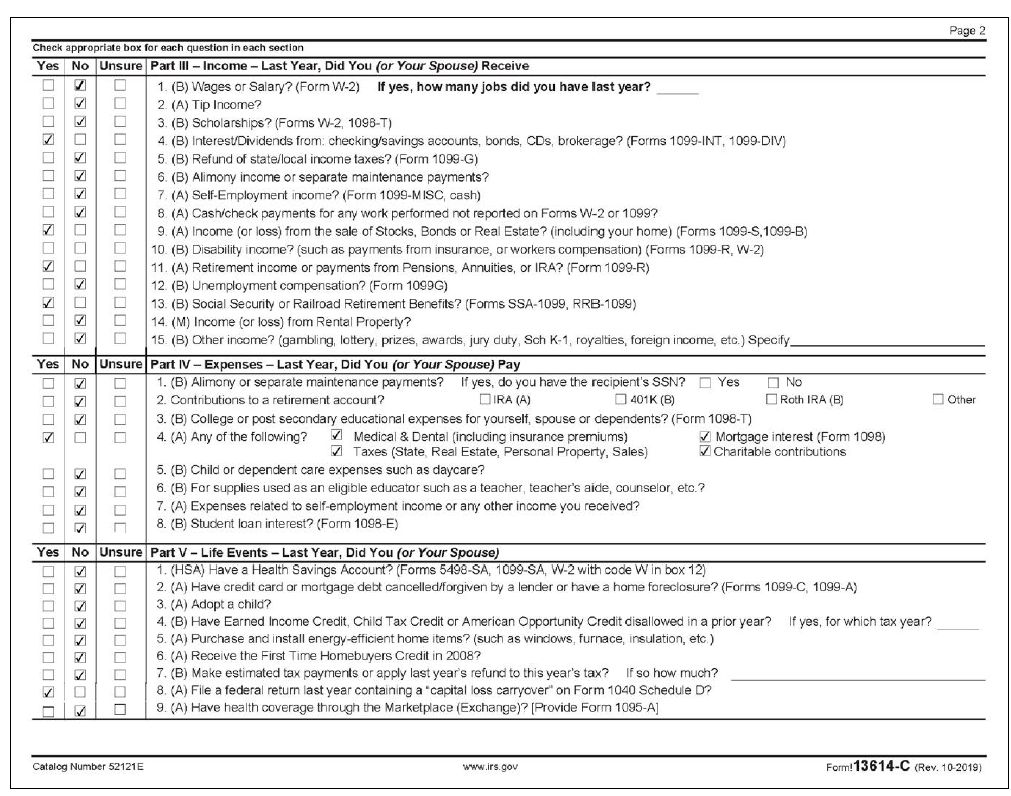 Page 2
Check appropriate box for each question in each section
Yes No Unsure Part III – Income – Last Year, Did You (or Your Spouse) Receive
☐ ☑ ☐ 1. (B) Wages or Salary? (Form W-2) If yes, how many jobs did you have last year? ______
☐ ☑ ☐ 2. (A) Tip Income?
☐ ☑ ☐ 3. (B) Scholarships? (Forms W-2, 1098-T)
☑ ☐ ☐ 4. (B) Interest/Dividends from: checking/savings accounts, bonds, CDs, brokerage? (Forms 1099-INT, 1099-DIV)
☐ ☑ ☐ 5. (B) Refund of state/local income taxes? (Form 1099-G)
☐ ☑ ☐ 6. (B) Alimony income or separate maintenance payments?
☐ ☑ ☐ 7. (A) Self-Employment income? (Form 1099-MISC, cash)
☐ ☑ ☐ 8. (A) Cash/check payments for any work performed not reported on Forms W-2 or 1099?
☑ ☐ ☐ 9. (A) Income (or loss) from the sale of Stocks, Bonds or Real Estate? (including your home) (Forms 1099-S,1099-B)
☐ ☐ ☐ 10. (B) Disability income? (such as payments from insurance, or workers compensation) (Forms 1099-R, W-2)
☑ ☐ ☐ 11. (A) Retirement income or payments from Pensions, Annuities, or IRA? (Form 1099-R)
☐ ☑ ☐ 12. (B) Unemployment compensation? (Form 1099G)
☑ ☐ ☐ 13. (B) Social Security or Railroad Retirement Benefits? (Forms SSA-1099, RRB-1099)
☐ ☑ ☐ 14. (M) Income (or loss) from Rental Property?
☐ ☑ ☐ 15. (B) Other income? (gambling, lottery, prizes, awards, jury duty, Sch K-1, royalties, foreign income, etc.) Specify______
Yes No Unsure Part IV – Expenses – Last Year, Did You (or Your Spouse) Pay
☐ ☑ ☐ 1. (B) Alimony or separate maintenance payments? If yes, do you have the recipient's SSN? ☐ Yes ☐ No
☐ ☑ ☐ 2. Contributions to a retirement account? ☐ IRA (A) ☐ 401K (B) ☐ Roth IRA (B) ☐ Other
☐ ☑ ☐ 3. (B) College or post secondary educational expenses for yourself, spouse or dependents? (Form 1098-T)
☑ ☐ ☐ 4. (A) Any of the following? ☑ Medical & Dental (including insurance premiums) ☑ Mortgage interest (Form 1098)
☑ Taxes (State, Real Estate, Personal Property, Sales) ☑ Charitable contributions
☐ ☑ ☐ 5. (B) Child or dependent care expenses such as daycare?
☐ ☑ ☐ 6. (B) For supplies used as an eligible educator such as a teacher, teacher's aide, counselor, etc.?
☐ ☑ ☐ 7. (A) Expenses related to self-employment income or any other income you received?
☐ ☑ ☐ 8. (B) Student loan interest? (Form 1098-E)
Yes No Unsure Part V – Life Events – Last Year, Did You (or Your Spouse)
☐ ☑ ☐ 1. (HSA) Have a Health Savings Account? (Forms 5498-SA, 1099-SA, W-2 with code W in box 12)
☐ ☑ ☐ 2. (A) Have credit card or mortgage debt cancelled/forgiven by a lender or have a home foreclosure? (Forms 1099-C, 1099-A)
☐ ☑ ☐ 3. (A) Adopt a child?
☐ ☑ ☐ 4. (B) Have Earned Income Credit, Child Tax Credit or American Opportunity Credit disallowed in a prior year? If yes, for which tax year? ______
☐ ☑ ☐ 5. (A) Purchase and install energy-efficient home items? (such as windows, furnace, insulation, etc.)
☐ ☑ ☐ 6. (A) Receive the First Time Homebuyers Credit in 2008?
☐ ☑ ☐ 7. (B) Make estimated tax payments or apply last year's refund to this year's tax? If so how much? ______
☑ ☐ ☐ 8. (A) File a federal return last year containing a "capital loss carryover" on Form 1040 Schedule D?
☐ ☑ ☐ 9. (A) Have health coverage through the Marketplace (Exchange)? [Provide Form 1095-A]
Catalog Number 52121E www.irs.gov Form! 13614-C (Rev. 10-2019)